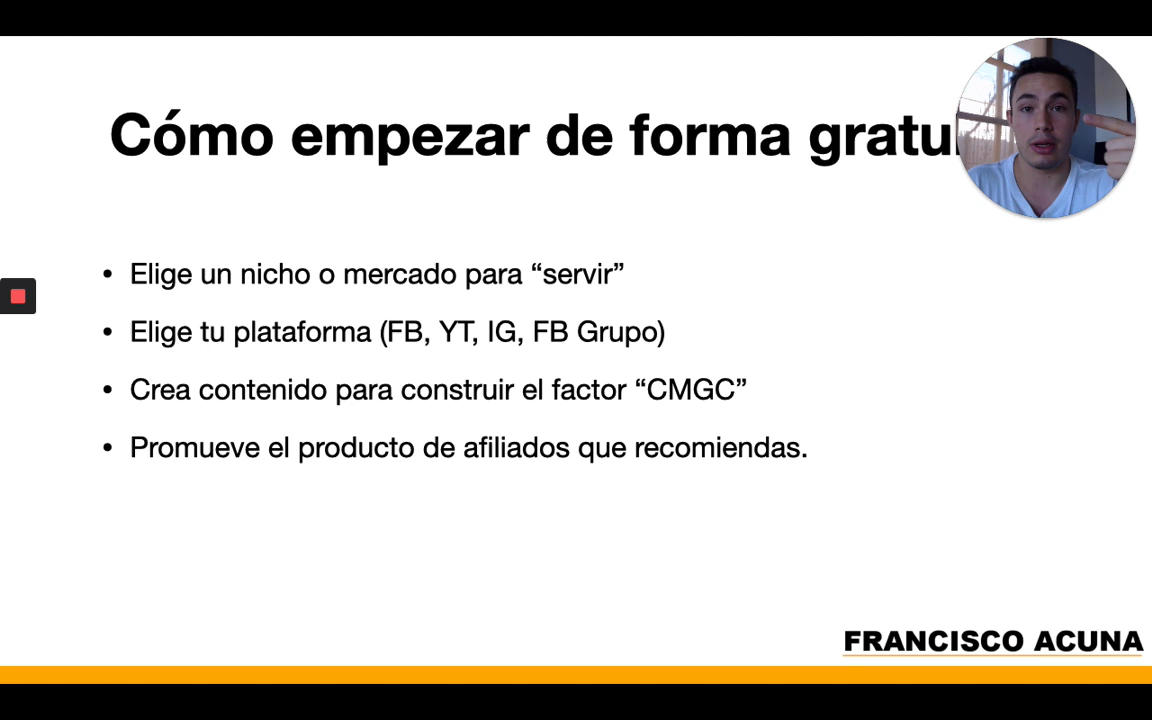 Cómo empezar de forma
• Elige un nicho o mercado para “servir”
• Elige tu plataforma (FB, YT, IG, FB Grupo)
• Crea contenido para construir el factor “CMGC”
• Promueve el producto de afiliados que recomiendas.
FRANCISCO ACUNA